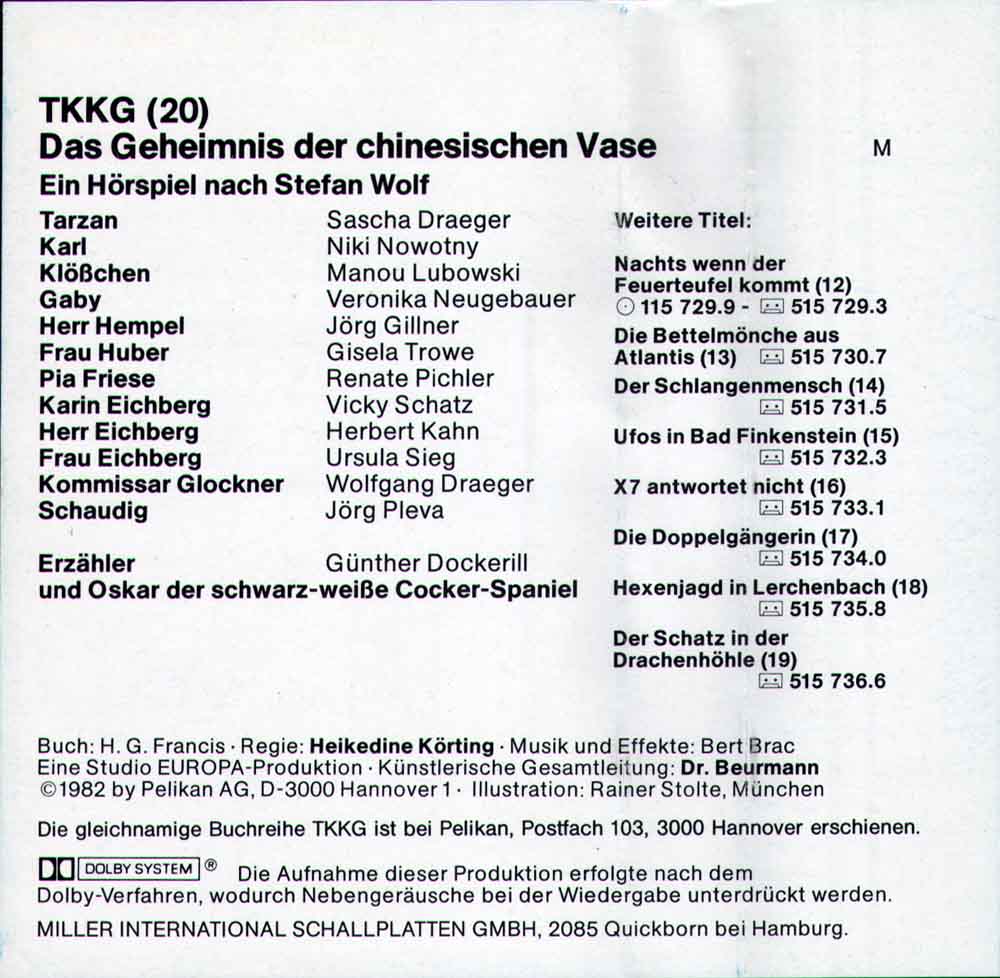 TKKG (20)
Das Geheimnis der chinesischen Vase
M
Ein Hörspiel nach Stefan Wolf
Tarzan Sascha Draeger
Karl Niki Nowotny
Klößchen Manou Lubowski
Gaby Veronika Neugebauer
Herr Hempel Jörg Gillner
Frau Huber Gisela Trowe
Pia Friese Renate Pichler
Karin Eichberg Vicky Schatz
Herr Eichberg Herbert Kahn
Frau Eichberg Ursula Sieg
Kommissar Glockner Wolfgang Draeger
Schaudig Jörg Pleva
Erzähler Günther Dockerill
und Oskar der schwarz-weiße Cocker-Spaniel
Weitere Titel:
Nachts wenn der
Feuerteufel kommt (12)
115 729.9 - 515 729.3
Die Bettelmönche aus
Atlantis (13) 515 730.7
Der Schlangenmensch (14)
515 731.5
Ufos in Bad Finkenstein (15)
515 732.3
X7 antwortet nicht (16)
515 733.1
Die Doppelgängerin (17)
515 734.0
Hexenjagd in Lerchenbach (18)
515 735.8
Der Schatz in der
Drachenhöhle (19)
515 736.6
Buch: H. G. Francis · Regie: Heikedine Körting · Musik und Effekte: Bert Brac
Eine Studio EUROPA-Produktion · Künstlerische Gesamtleitung: Dr. Beurmann
©1982 by Pelikan AG, D-3000 Hannover 1 · Illustration: Rainer Stolte, München
Die gleichnamige Buchreihe TKKG ist bei Pelikan, Postfach 103, 3000 Hannover erschienen.
DOLBY SYSTEM ® Die Aufnahme dieser Produktion erfolgte nach dem
Dolby-Verfahren, wodurch Nebengeräusche bei der Wiedergabe unterdrückt werden.
MILLER INTERNATIONAL SCHALLPLATTEN GMBH, 2085 Quickborn bei Hamburg.